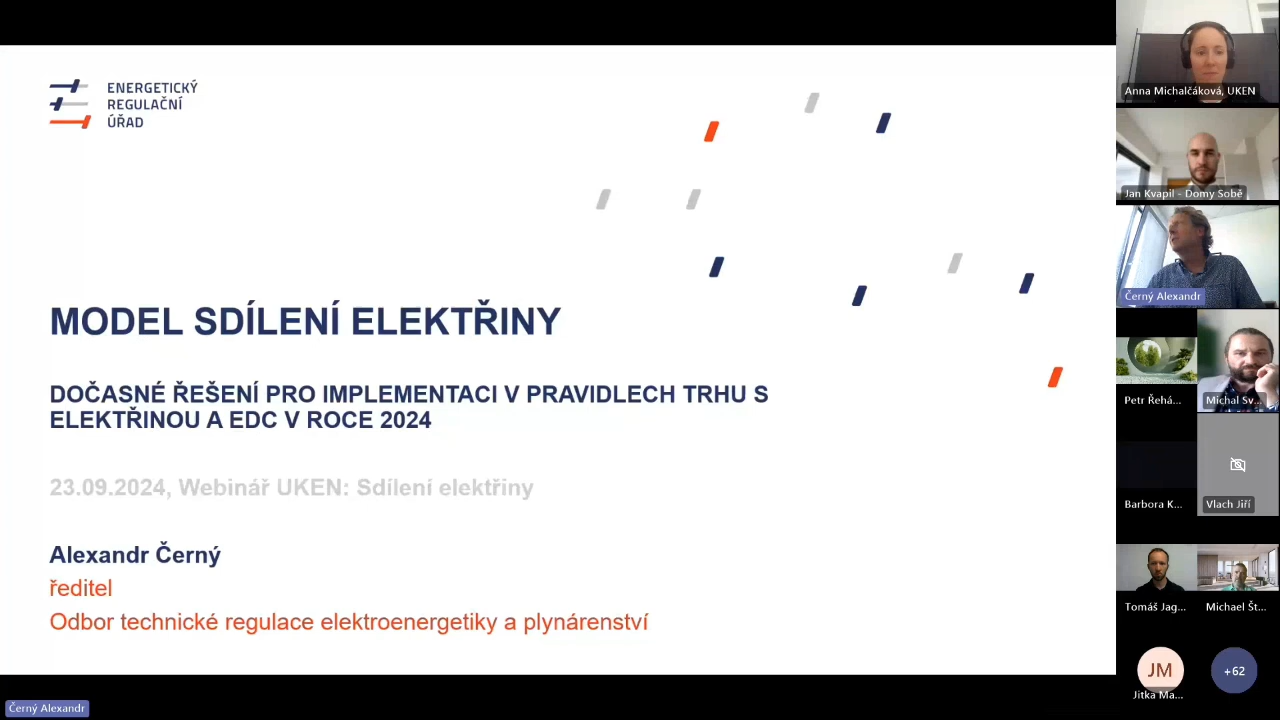 ENERGETICKÝ
REGULAČNÍ
ÚŘAD
MODEL SDÍLENÍ ELEKTŘINY
DOČASNÉ ŘEŠENÍ PRO IMPLEMENTACI V PRAVIDLECH TRHU S
ELEKTŘINOU A EDC V ROCE 2024
23.09.2024, Webinář UKEN: Sdílení elektřiny
Alexandr Černý
ředitel
Odbor technické regulace elektroenergetiky a plynárenství
Černý Alexandr
Anna Michalčáková, UKEN
Jan Kvapil - Domy Sobě
Černý Alexandr
Petr Řehá...
Michal Sv...
Barbora K...
Vlach Jiří
Tomáš Jag...
Michael Št...
JM
Jitka Ma...
+62